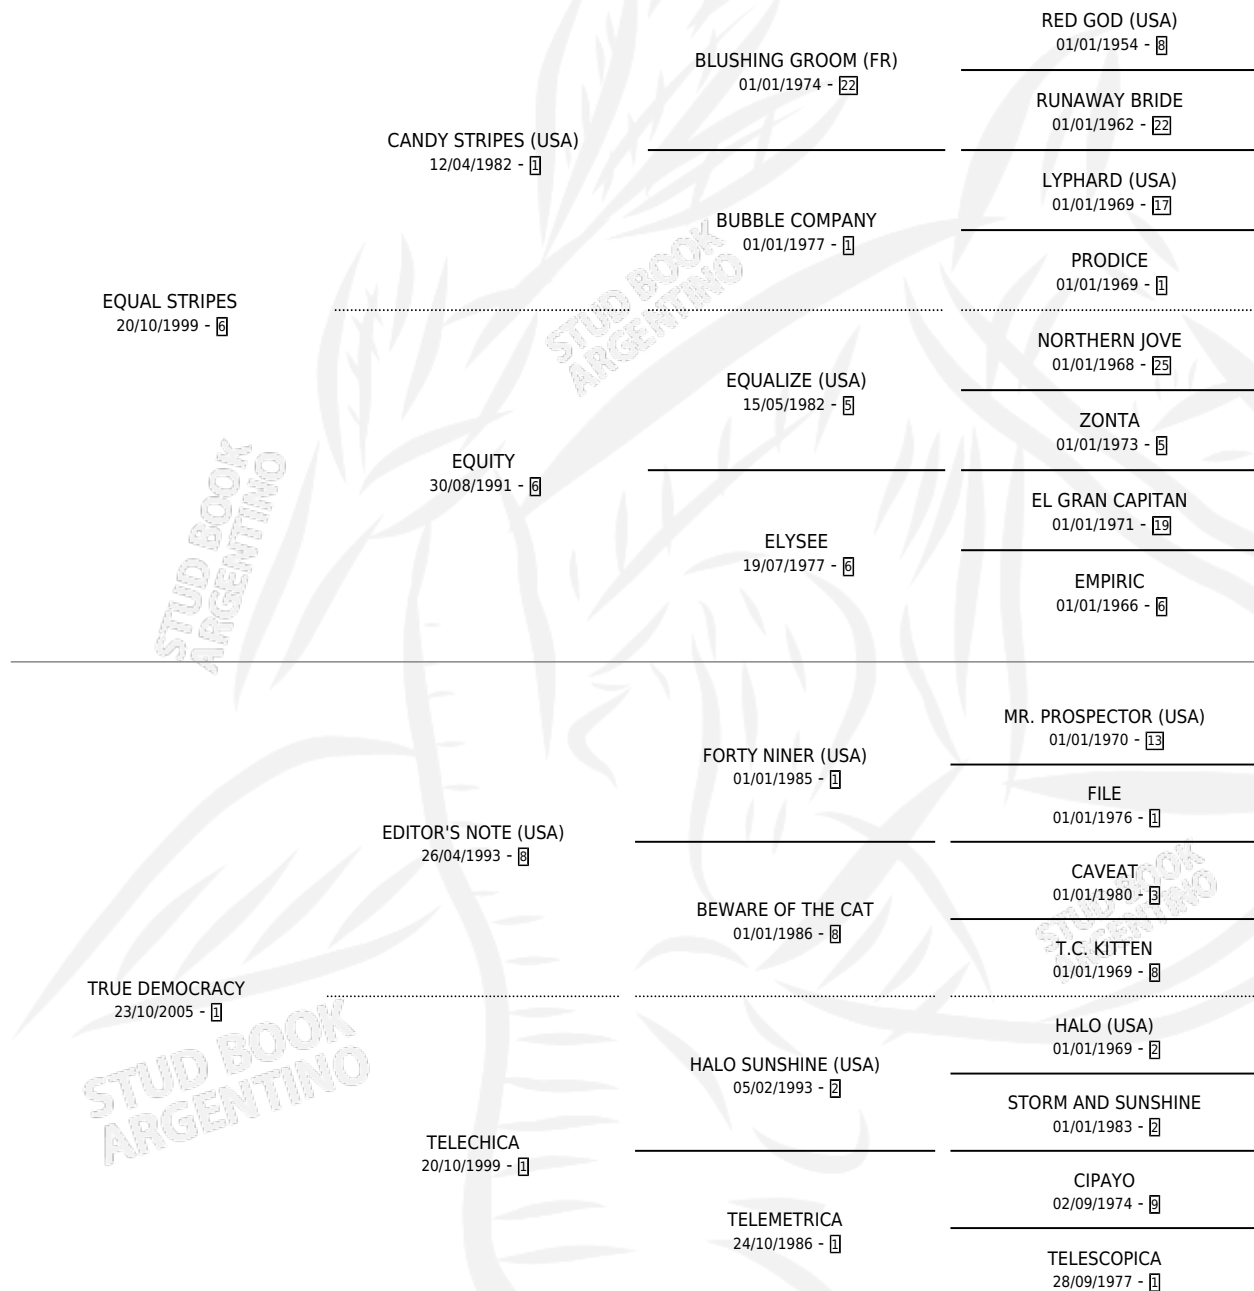 RED GOD (USA)
01/01/1954 - 8
BLUSHING GROOM (FR)
01/01/1974 - 22
RUNAWAY BRIDE
01/01/1962 - 22
CANDY STRIPES (USA)
12/04/1982 - 1
LYPHARD (USA)
01/01/1969 - 17
BUBBLE COMPANY
01/01/1977 - 1
PRODICE
01/01/1969 - 1
STUD BOOK
ARGENTINO
EQUAL STRIPES
20/10/1999 - 6
NORTHERN JOVE
01/01/1968 - 25
EQUALIZE (USA)
15/05/1982 - 5
ZONTA
01/01/1973 - 5
EQUITY
30/08/1991 - 6
EL GRAN CAPITAN
01/01/1971 - 19
ELYSEE
19/07/1977 - 6
EMPIRIC
01/01/1966 - 6
STUD BOOK
ARGENTINO
MR. PROSPECTOR (USA)
01/01/1970 - 13
FORTY NINER (USA)
01/01/1985 - 1
FILE
01/01/1976 - 1
EDITOR'S NOTE (USA)
26/04/1993 - 8
CAVEAT
01/01/1980 - 3
BEWARE OF THE CAT
01/01/1986 - 8
T.C. KITTEN
01/01/1969 - 8
STUD BOOK
ARGENTINO
TRUE DEMOCRACY
23/10/2005 - 1
HALO (USA)
01/01/1969 - 2
HALO SUNSHINE (USA)
05/02/1993 - 2
STORM AND SUNSHINE
01/01/1983 - 2
STUD BOOK
ARGENTINO
TELECHICA
20/10/1999 - 1
CIPAYO
02/09/1974 - 9
TELEMETRICA
24/10/1986 - 1
TELESCOPICA
28/09/1977 - 1